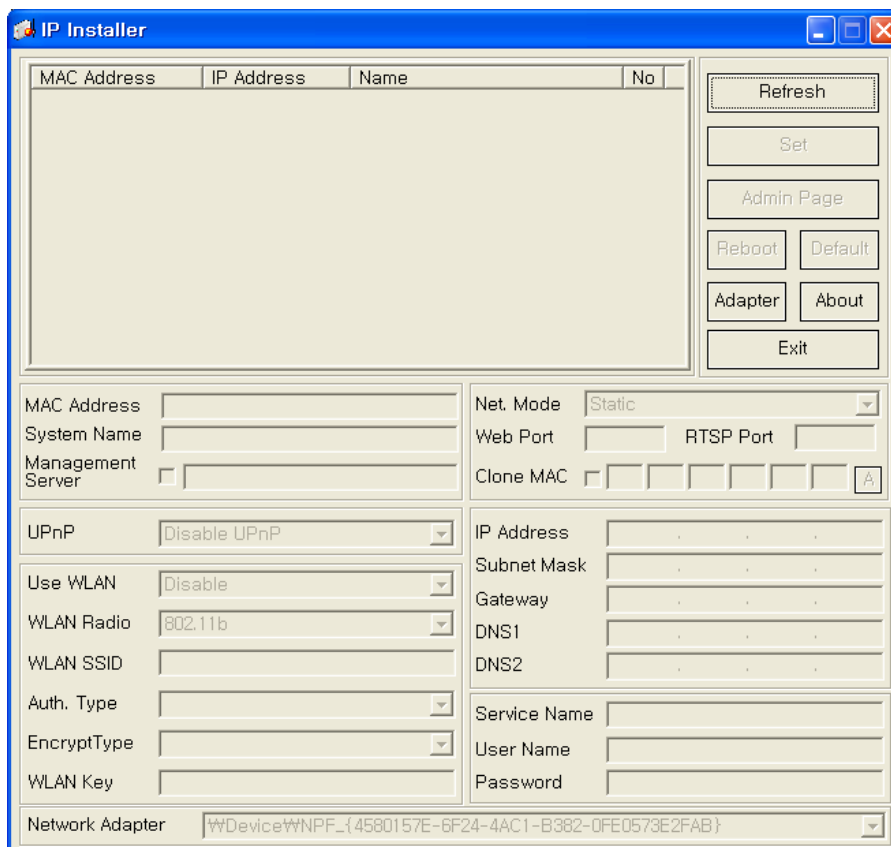 IP Installer
MAC Address IP Address Name No
Refresh
Set
Admin Page
Reboot Default
Adapter About
Exit
MAC Address
System Name
Management
Server
Net. Mode Static
Web Port RTSP Port
Clone MAC A
UPnP Disable UPnP
Use WLAN Disable
WLAN Radio 802.11b
WLAN SSID
Auth. Type
EncryptType
WLAN Key
IP Address . . .
Subnet Mask . . .
Gateway . . .
DNS1 . . .
DNS2 . . .
Service Name
User Name
Password
Network Adapter ₩Device₩NPF_{4580157E-6F24-4AC1-B382-0FE0573E2FAB}